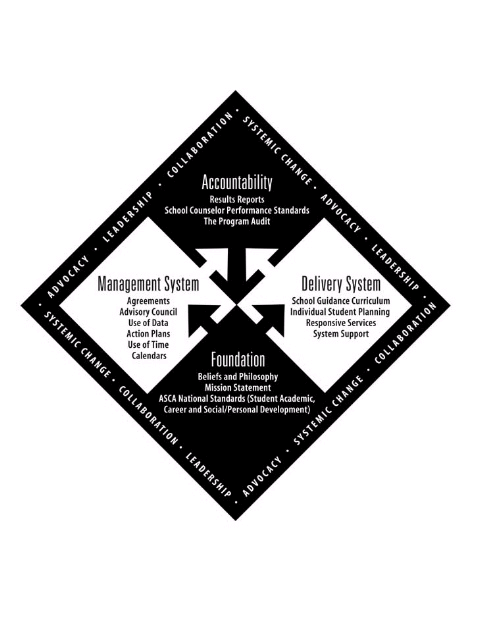 ADVOCACY • LEADERSHIP • COLLABORATION •
SYSTEMIC CHANGE • ADVOCACY • LEADERSHIP •
Accountability
Results Reports
School Counselor Performance Standards
The Program Audit
Management System
Agreements
Advisory Council
Use of Data
Action Plans
Use of Time
Calendars
Delivery System
School Guidance Curriculum
Individual Student Planning
Responsive Services
System Support
Foundation
Beliefs and Philosophy
Mission Statement
ASCA National Standards (Student Academic,
Career and Social/Personal Development)
• SYSTEMIC CHANGE • COLLABORATION • LEADERSHIP •
ADVOCACY • SYSTEMIC CHANGE • COLLABORATION